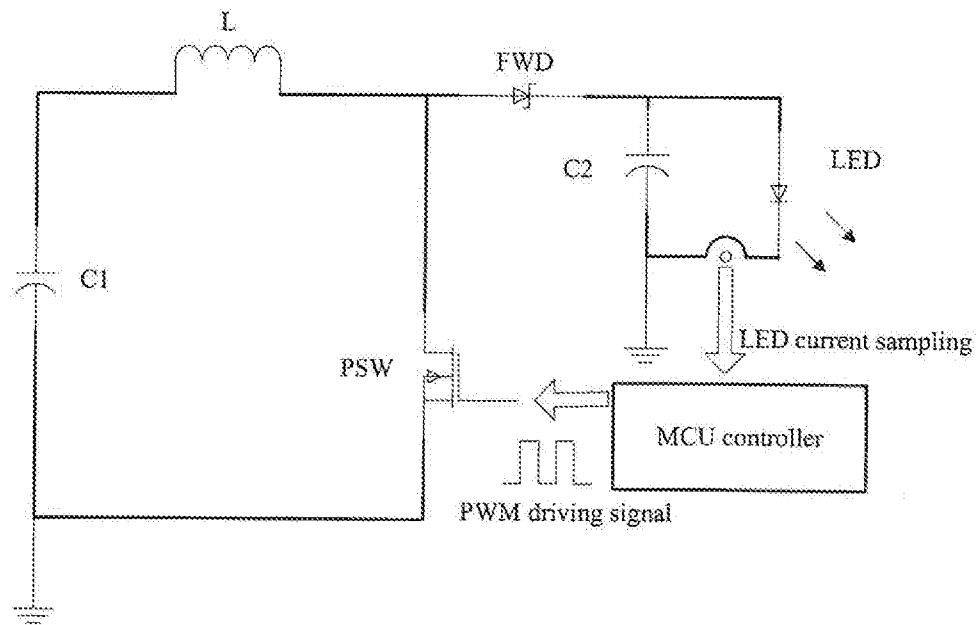 L
FWD
C2
LED
C1
LED current sampling
PSW
MCU controller
PWM driving signal